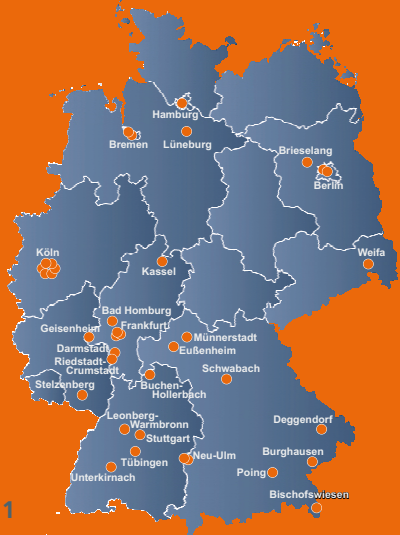 Hamburg
Bremen
Lüneburg
Brieselang
Berlin
Köln
Weifa
Kassel
Bad Homburg
Geisenheim
Frankfurt
Münnerstadt
Darmstadt
Eußenheim
Riedstadt-
Crumstadt
Schwabach
Stelzenberg
Buchen-
Hollerbach
Leonberg-
Warmbronn
Deggendorf
Stuttgart
Tübingen
Neu-Ulm
Burghausen
Unterkirnach
Poing
Bischofswiesen
1